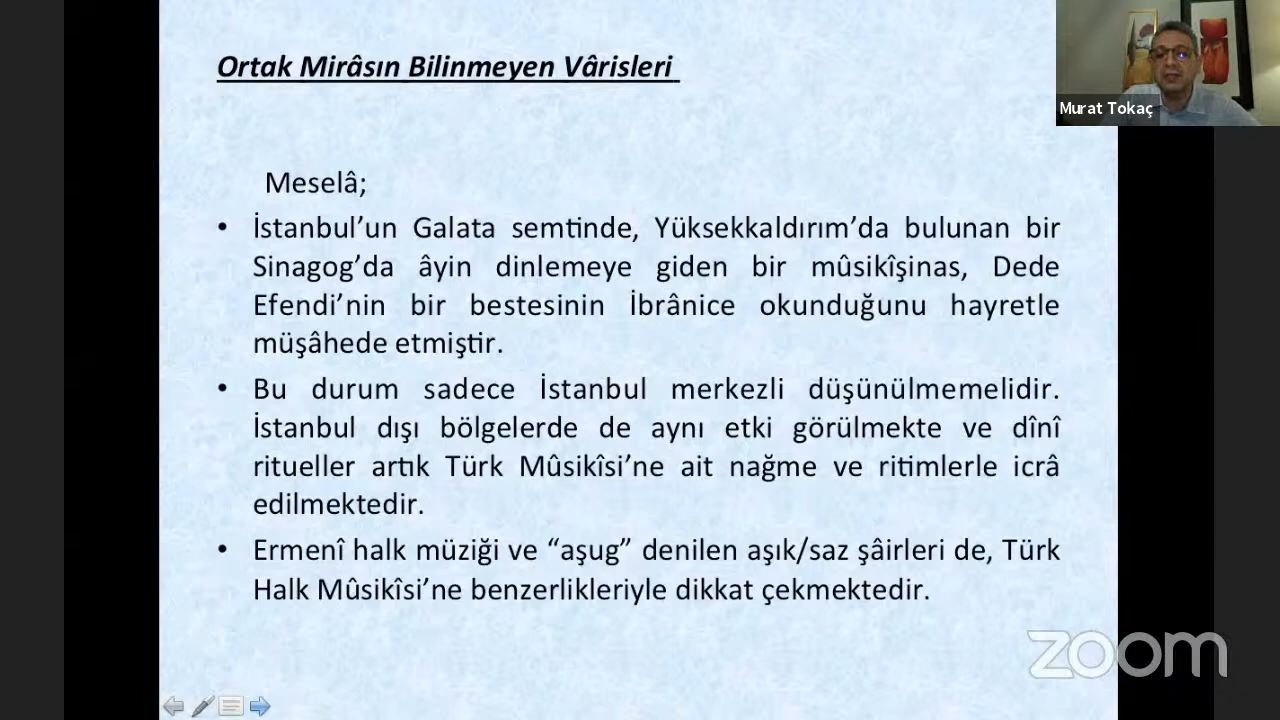 Ortak Mirâsın Bilinmeyen Vârisleri
Murat Tokaç
Meselâ;
• İstanbul’un Galata semtinde, Yüksekkaldırım’da bulunan bir
Sinagog’da âyin dinlemeye giden bir mûsikîşinas, Dede
Efendi’nin bir bestesinin İbrânice okunduğunu hayretle
müşâhede etmiştir.
• Bu durum sadece İstanbul merkezli düşünülmemelidir.
İstanbul dışı bölgelerde de aynı etki görülmekte ve dînî
ritueller artık Türk Mûsikîsi’ne ait nağme ve ritimlerle icrâ
edilmektedir.
• Ermenî halk müziği ve “aşug” denilen aşık/saz şâirleri de, Türk
Halk Mûsikîsi’ne benzerlikleriyle dikkat çekmektedir.
zoom